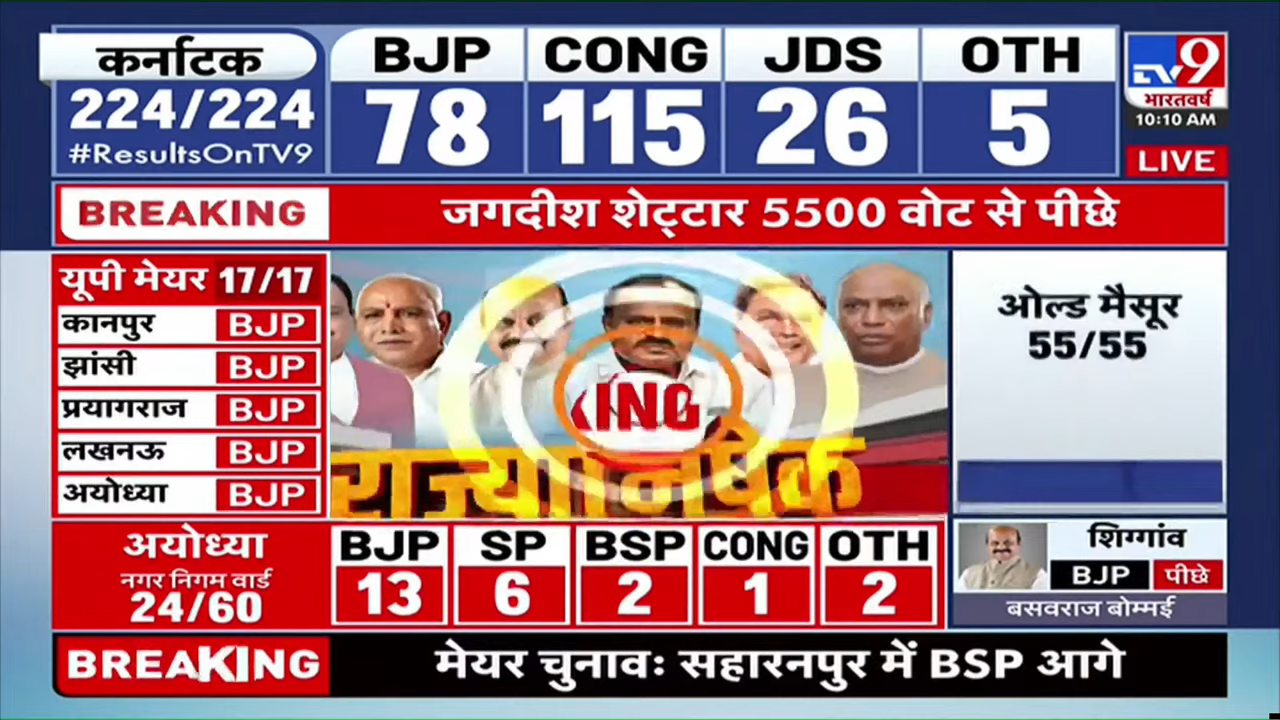 कर्नाटक
224/224
#ResultsOnTV9
BJP CONG JDS OTH
78 115 26 5
TV9
भारतवर्ष
10:10 AM
LIVE
BREAKING
जगदीश शेट्टार 5500 वोट से पीछे
यूपी मेयर 17/17
कानपुर BJP
झांसी BJP
प्रयागराज BJP
लखनऊ BJP
अयोध्या BJP
KING
ओल्ड मैसूर
55/55
अयोध्या
नगर निगम वार्ड
24/60
BJP SP BSP CONG OTH
13 6 2 1 2
शिग्गांव
BJP पीछे
बसवराज बोम्मई
BREAKING
मेयर चुनावः सहारनपुर में BSP आगे